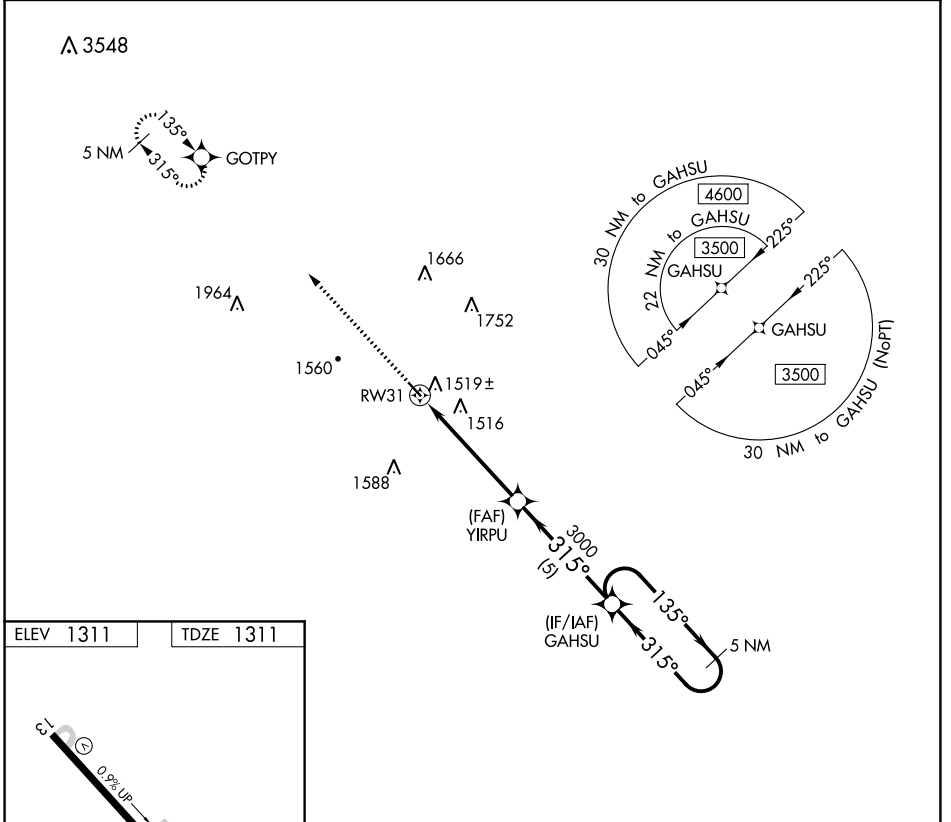 3548
135°
5 NM
315°
GOTPY
30 NM to GAHSU
4600
22 NM to GAHSU
3500
GAHSU
225°
045°
225°
GAHSU
045°
3500
30 NM to GAHSU (NoPT)
1666
1964
1752
1560
RW31
1519±
1516
1588
(FAF)
YIRPU
3000
315°
(5)
(IF/IAF)
GAHSU
135°
315°
5 NM
ELEV 1311
TDZE 1311
13
V
0.9% UP